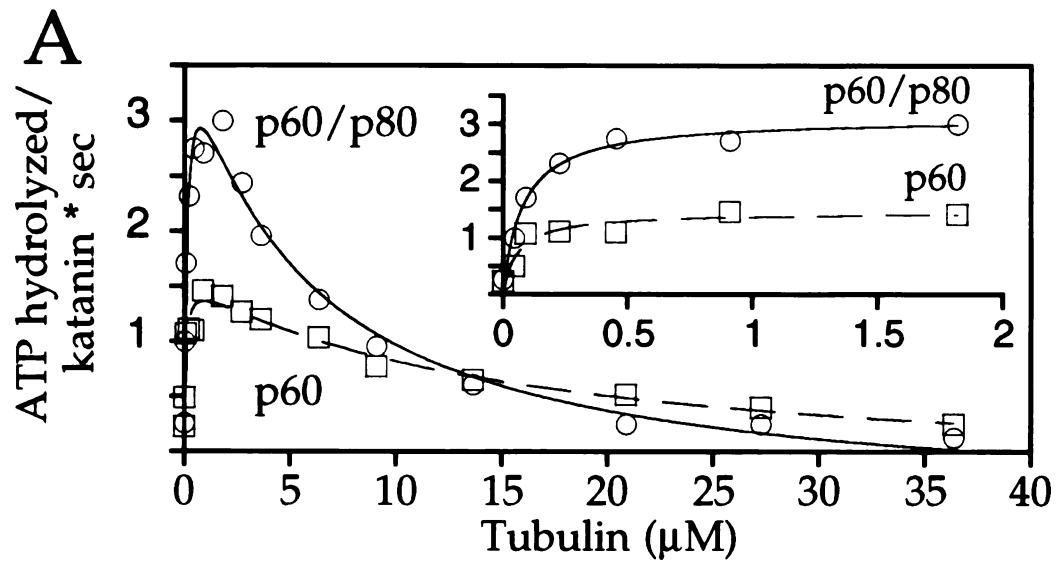 A
ATP hydrolyzed/
katanin * sec
3
2
1
p60/p80
p60
0 5 10 15 20 25 30 35 40
Tubulin (μM)
3
2
1
p60/p80
p60
0 0.5 1 1.5 2